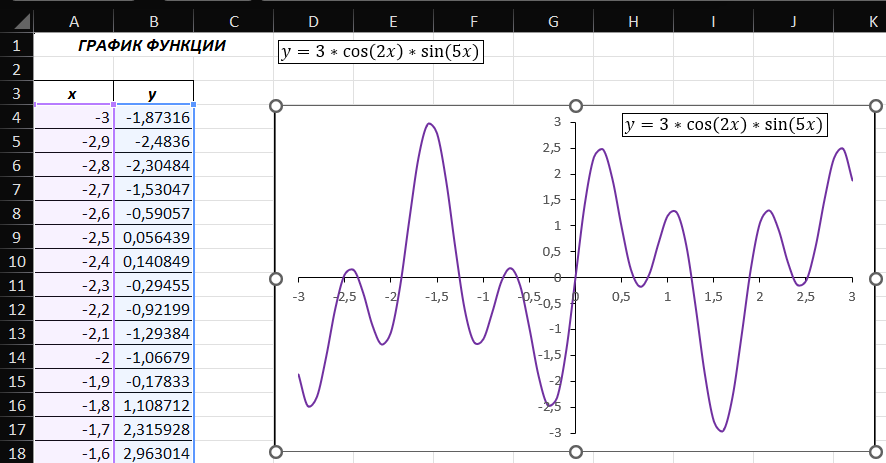 A B C D E F G H I J K
1 ГРАФИК ФУНКЦИИ y = 3 ∗ cos(2x) ∗ sin(5x)
2
3 x y
4 -3 -1,87316
5 -2,9 -2,4836
6 -2,8 -2,30484
7 -2,7 -1,53047
8 -2,6 -0,59057
9 -2,5 0,056439
10 -2,4 0,140849
11 -2,3 -0,29455
12 -2,2 -0,92199
13 -2,1 -1,29384
14 -2 -1,06679
15 -1,9 -0,17833
16 -1,8 1,108712
17 -1,7 2,315928
18 -1,6 2,963014
y = 3 ∗ cos(2x) ∗ sin(5x)
3
2,5
2
1,5
1
0,5
0
-3 -2,5 -2 -1,5 -1 -0,5 0 0,5 1 1,5 2 2,5 3
-0,5
-1
-1,5
-2
-2,5
-3